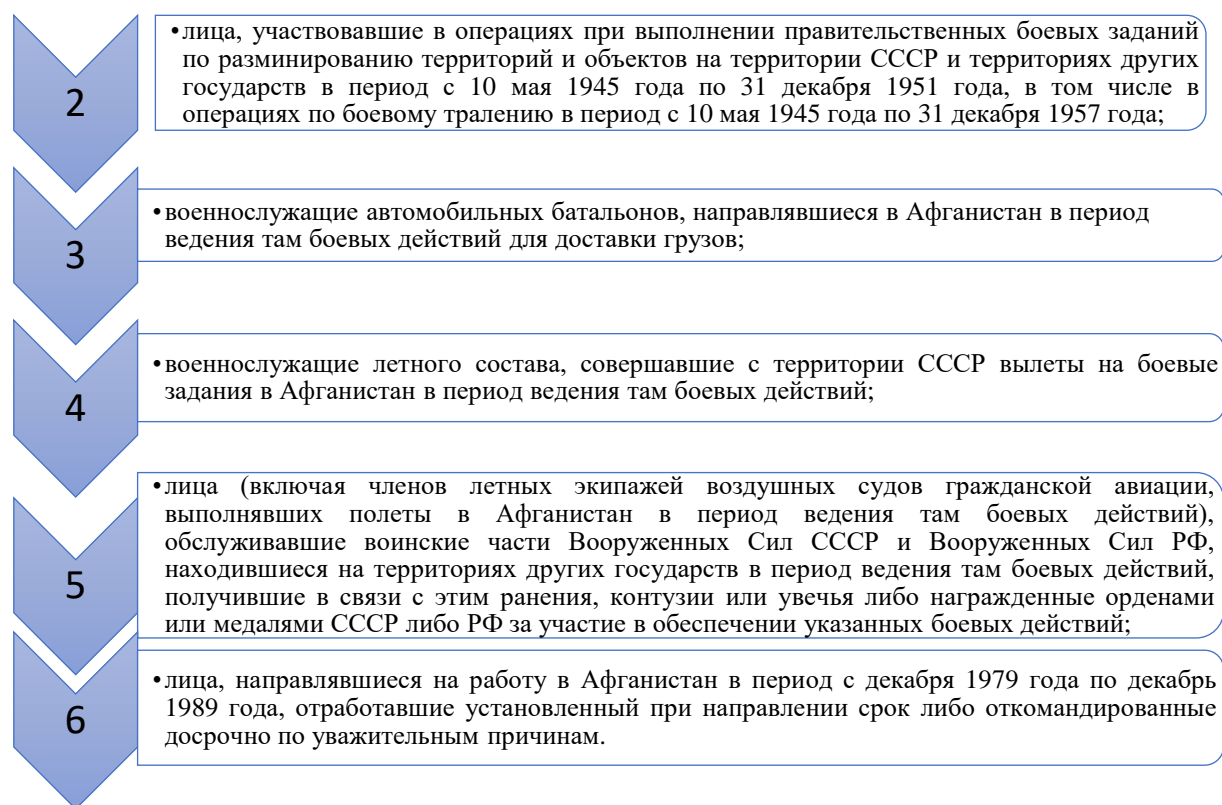 2
•лица, участвовавшие в операциях при выполнении правительственных боевых заданий
по разминированию территорий и объектов на территории СССР и территориях других
государств в период с 10 мая 1945 года по 31 декабря 1951 года, в том числе в
операциях по боевому тралению в период с 10 мая 1945 года по 31 декабря 1957 года;
3
•военнослужащие автомобильных батальонов, направлявшиеся в Афганистан в период
ведения там боевых действий для доставки грузов;
4
•военнослужащие летного состава, совершавшие с территории СССР вылеты на боевые
задания в Афганистан в период ведения там боевых действий;
5
•лица (включая членов летных экипажей воздушных судов гражданской авиации,
выполнявших полеты в Афганистан в период ведения там боевых действий),
обслуживавшие воинские части Вооруженных Сил СССР и Вооруженных Сил РФ,
находившиеся на территориях других государств в период ведения там боевых действий,
получившие в связи с этим ранения, контузии или увечья либо награжденные орденами
или медалями СССР либо РФ за участие в обеспечении указанных боевых действий;
6
•лица, направлявшиеся на работу в Афганистан в период с декабря 1979 года по декабрь
1989 года, отработавшие установленный при направлении срок либо откомандированные
досрочно по уважительным причинам.